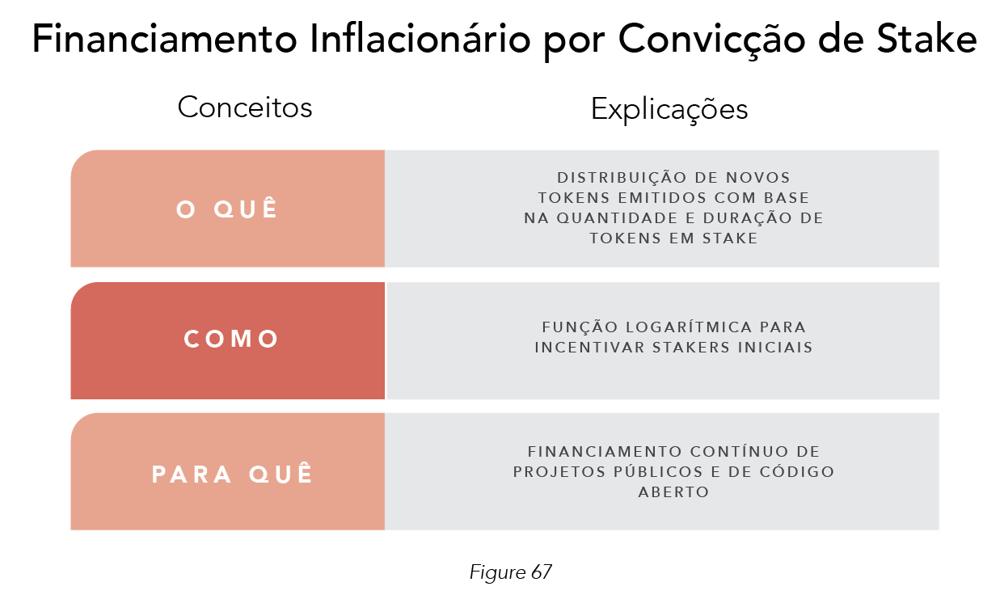 Financiamento Inflacionário por Convicção de Stake
Conceitos
Explicações
O QUÊ
DISTRIBUIÇÃO DE NOVOS
TOKENS EMITIDOS COM BASE
NA QUANTIDADE E DURAÇÃO DE
TOKENS EM STAKE
COMO
FUNÇÃO LOGARÍTMICA PARA
INCENTIVAR STAKERS INICIAIS
PARA QUÊ
FINANCIAMENTO CONTÍNUO DE
PROJETOS PÚBLICOS E DE CÓDIGO
ABERTO
Figure 67